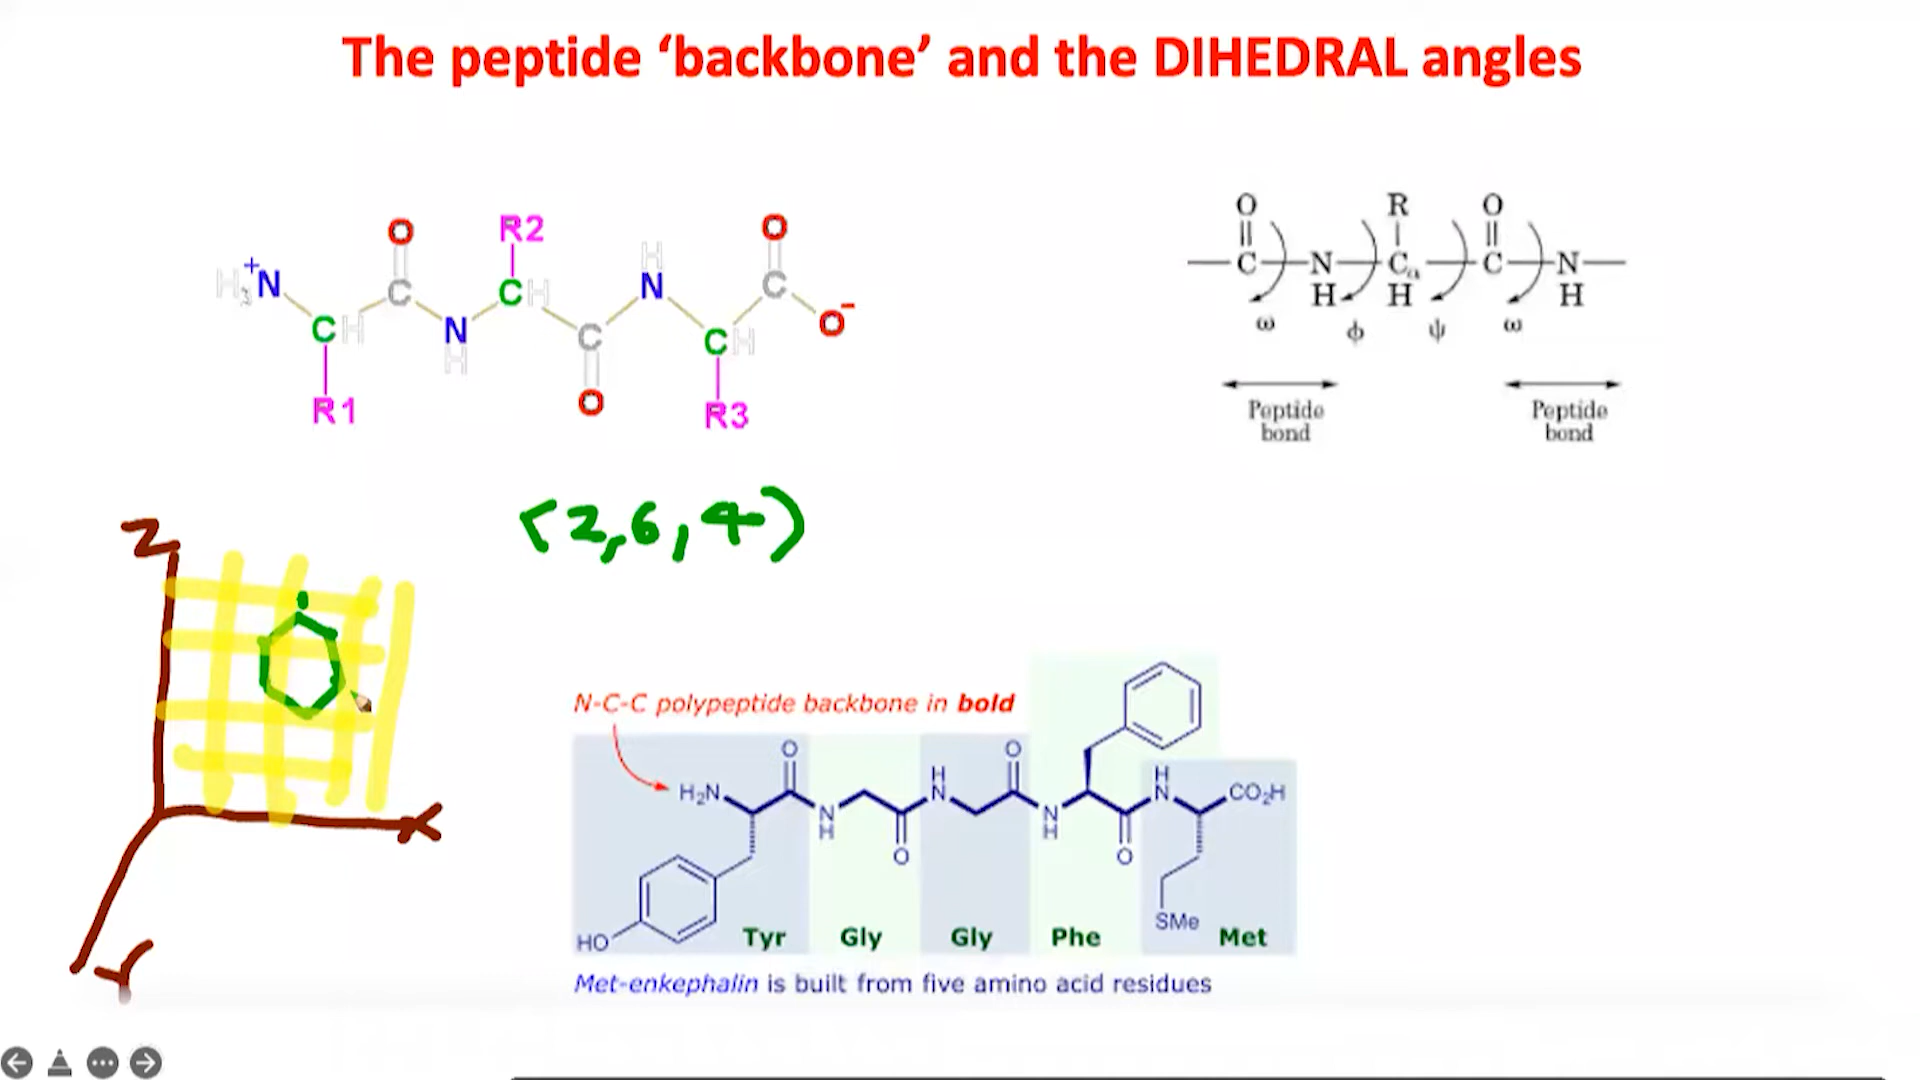 The peptide ‘backbone’ and the DIHEDRAL angles
O R2 H O
H3+N CH C N H CH C O N CH C O−
R1 R3
O R O
C N Cα C N
H H H
ω ϕ ψ ω
Peptide bond Peptide bond
(2,6,4)
Z
X
Y
N-C-C polypeptide backbone in bold
O O
H2N N H O H N N H O H N CO2H
HO SMe
Tyr Gly Gly Phe Met
Met-enkephalin is built from five amino acid residues